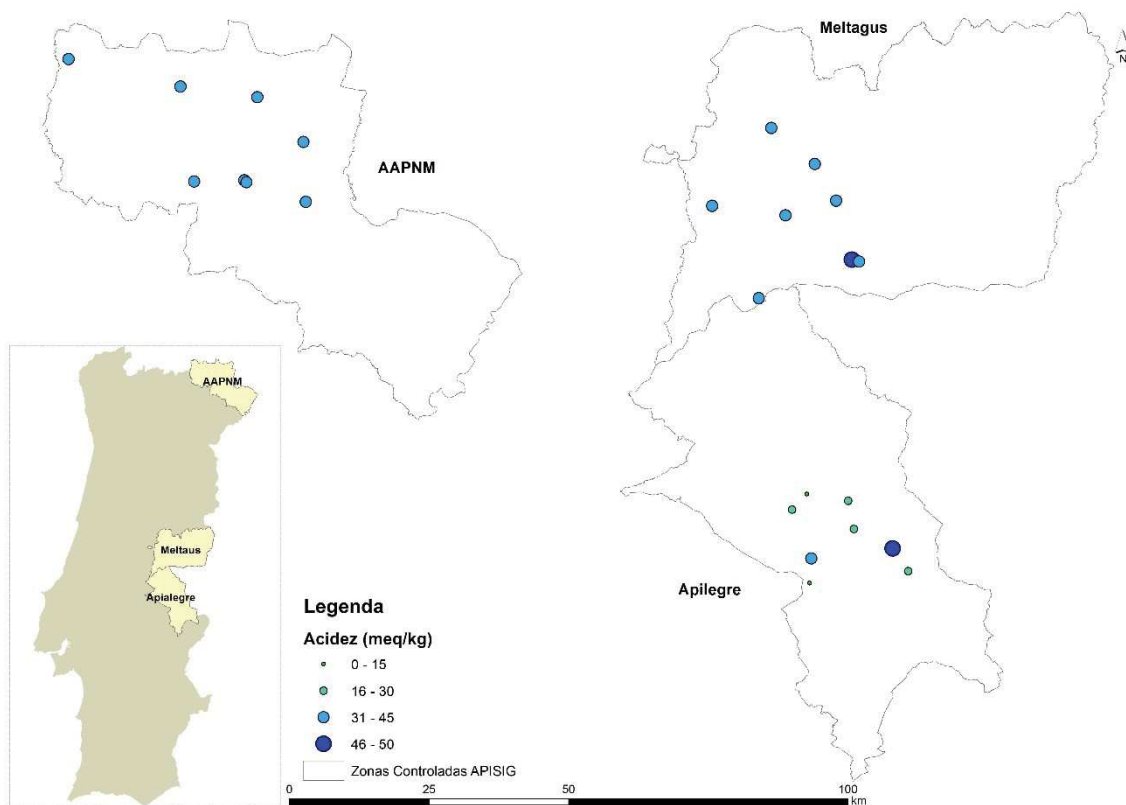 Meltagus
N
AAPNM
AAPNM
Meltaus
Apialegre
Apilegre
Legenda
Acidez (meq/kg)
0 - 15
16 - 30
31 - 45
46 - 50
Zonas Controladas APISIG
0 25 50 100
km